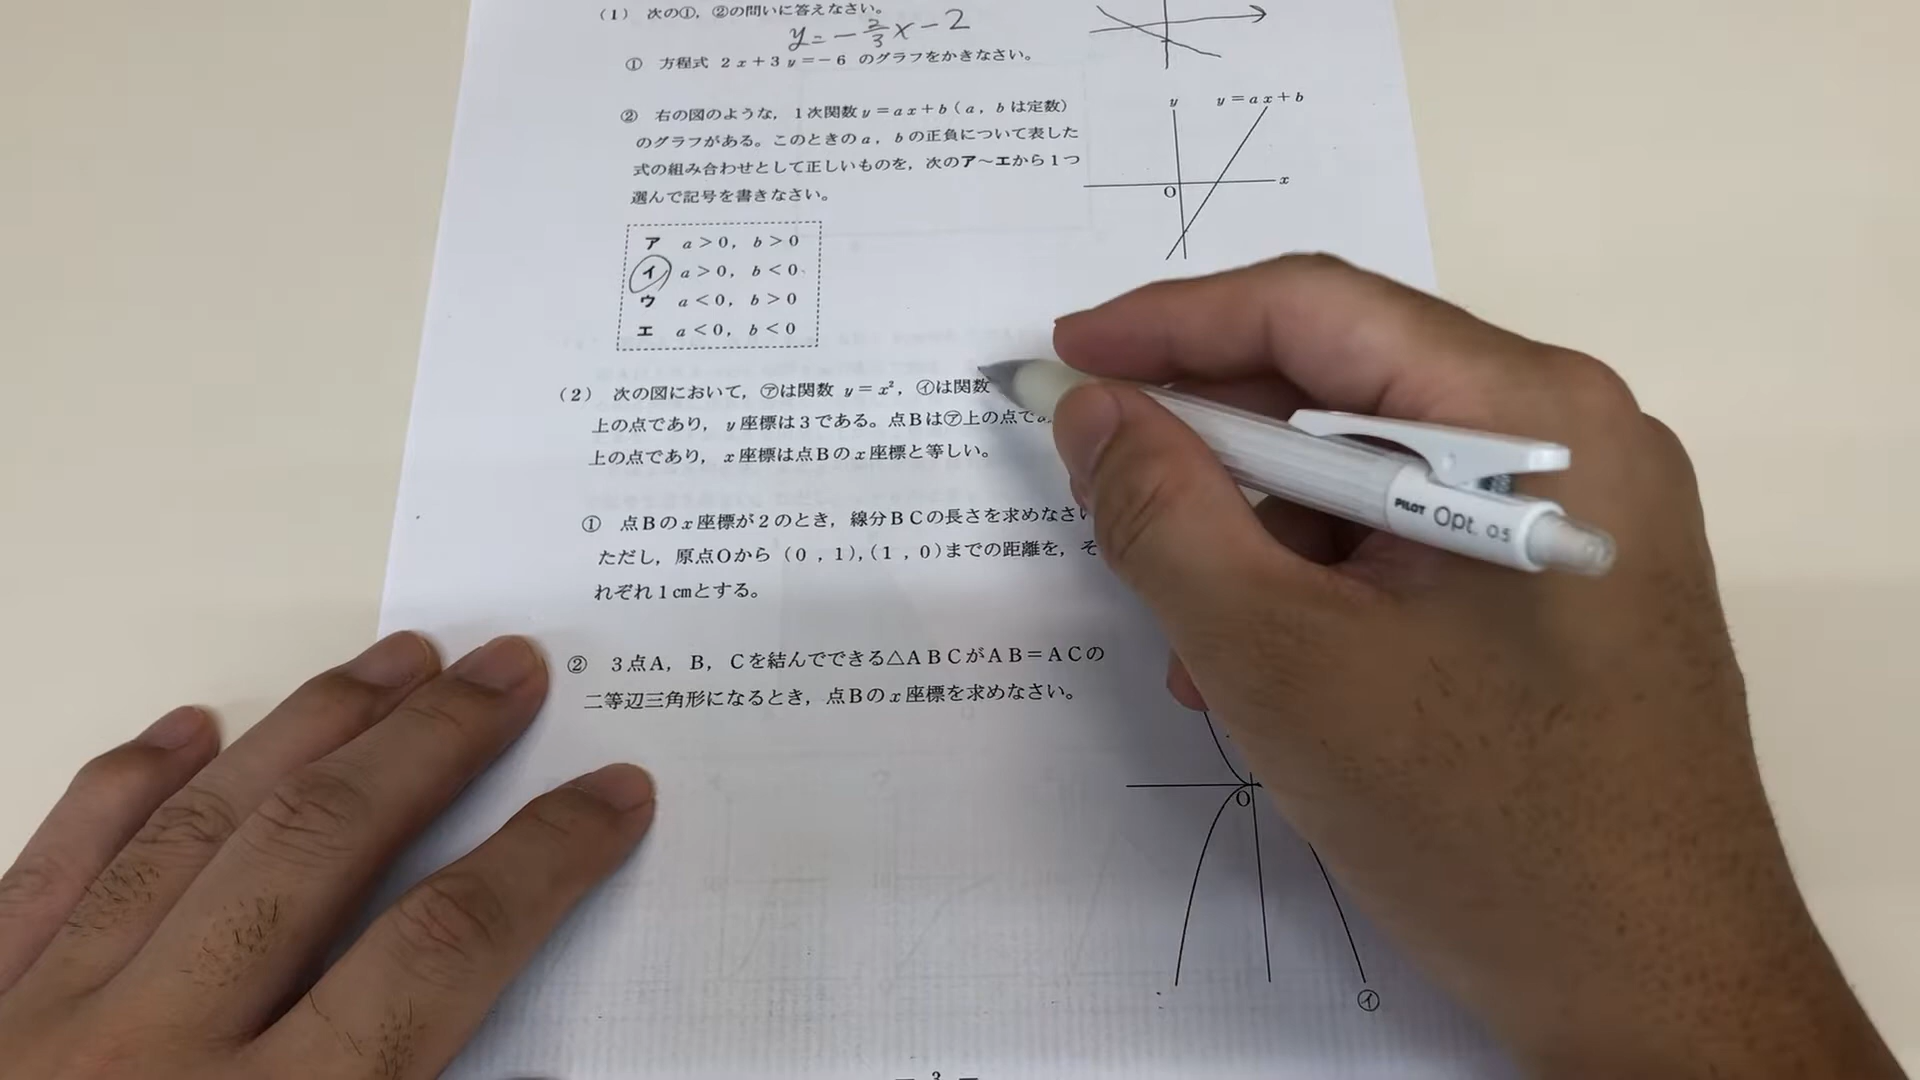 (1) 次の①,②の問いに答えなさい。
y=-2/3x-2
① 方程式 2x+3y=-6 のグラフをかきなさい。
② 右の図のような,1次関数y=ax+b(a,bは定数)
のグラフがある。このときのa,bの正負について表した
式の組み合わせとして正しいものを,次のア~エから1つ
選んで記号を書きなさい。
y
y=ax+b
O
x
ア a>0, b>0
イ a>0, b<0
ウ a<0, b>0
エ a<0, b<0
(2) 次の図において,㋐は関数 y=x²,㋑は関数
上の点であり,y座標は3である。点Bは㋐上の点で
上の点であり,x座標は点Bのx座標と等しい。
① 点Bのx座標が2のとき,線分BCの長さを求めなさい
ただし,原点Oから(0,1),(1,0)までの距離を,そ
れぞれ1cmとする。
② 3点A,B,Cを結んでできる△ABCがAB=ACの
二等辺三角形になるとき,点Bのx座標を求めなさい。
O
㋑
— 3 —
PILOT Opt. 0.5